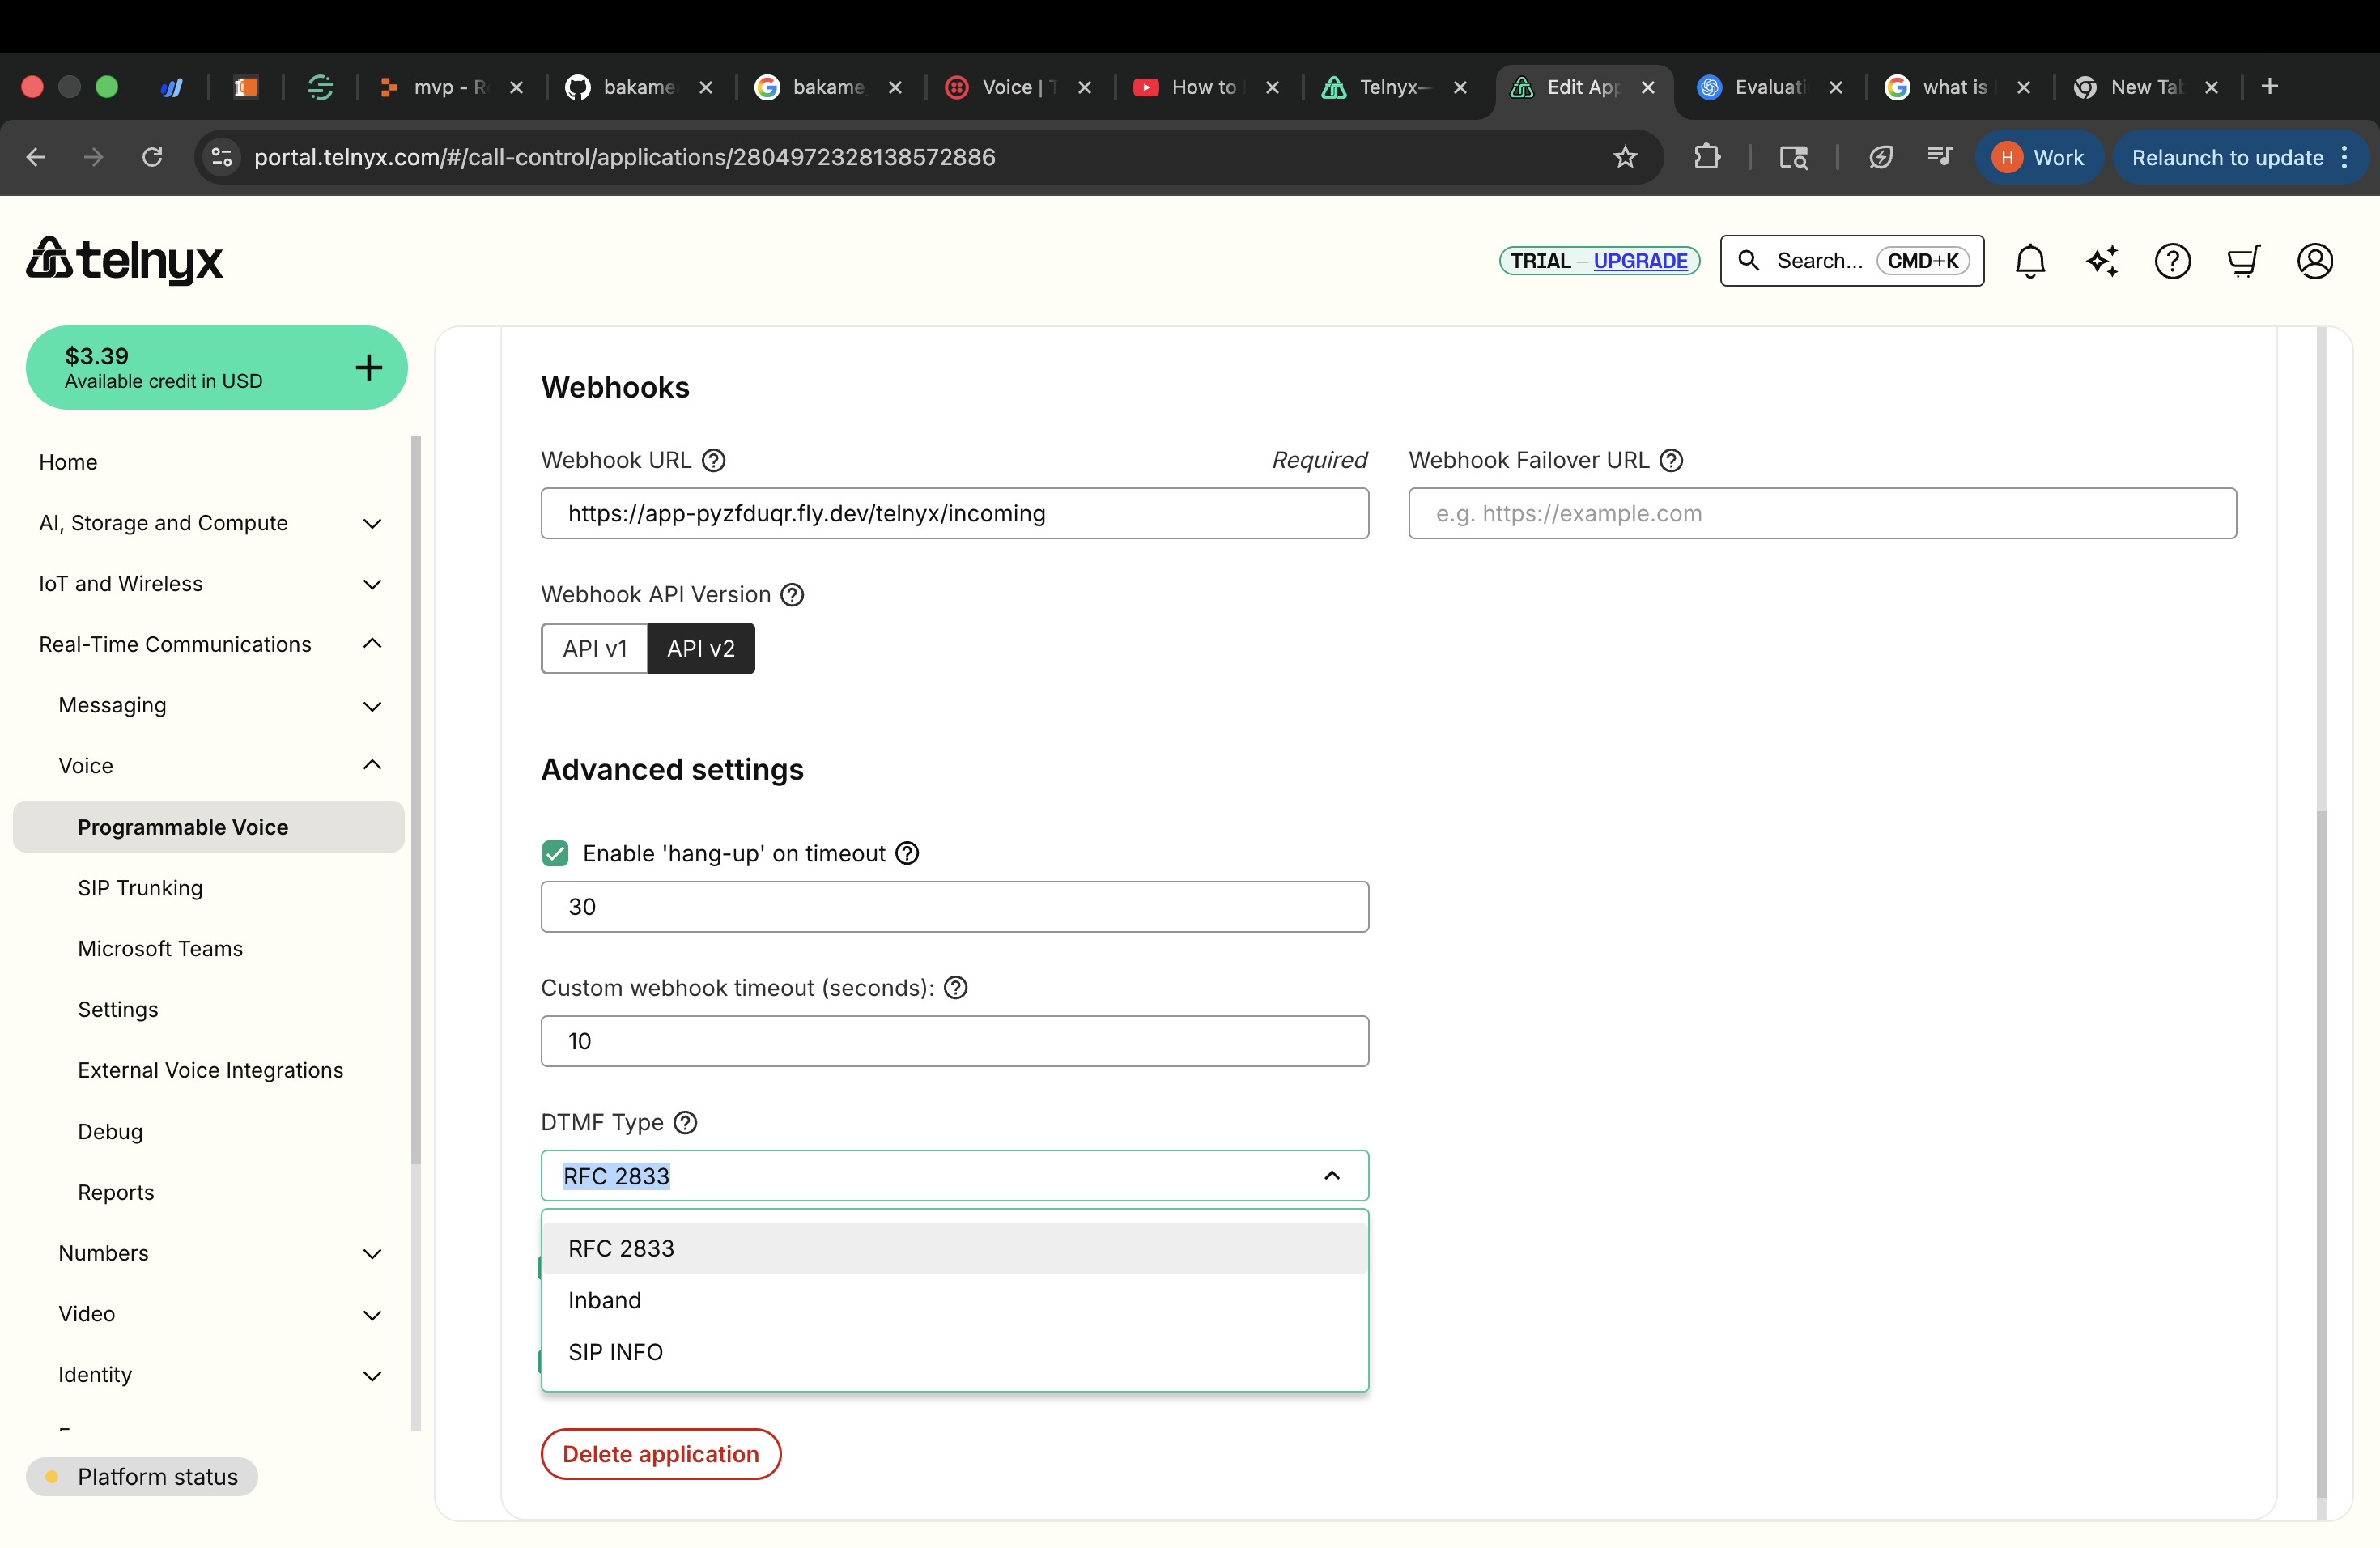 mvp - R
bakame
bakame
Voice | T
How to
Telnyx—
Edit App
Evaluati
what is
New Tab
portal.telnyx.com/#/call-control/applications/2804972328138572886
H Work
Relaunch to update
telnyx
TRIAL – UPGRADE
Search...
CMD+K
$3.39
Available credit in USD
Home
AI, Storage and Compute
IoT and Wireless
Real-Time Communications
Messaging
Voice
Programmable Voice
SIP Trunking
Microsoft Teams
Settings
External Voice Integrations
Debug
Reports
Numbers
Video
Identity
Platform status
Webhooks
Webhook URL
Required
https://app-pyzfduqr.fly.dev/telnyx/incoming
Webhook Failover URL
e.g. https://example.com
Webhook API Version
API v1
API v2
Advanced settings
Enable 'hang-up' on timeout
30
Custom webhook timeout (seconds):
10
DTMF Type
RFC 2833
RFC 2833
Inband
SIP INFO
Delete application